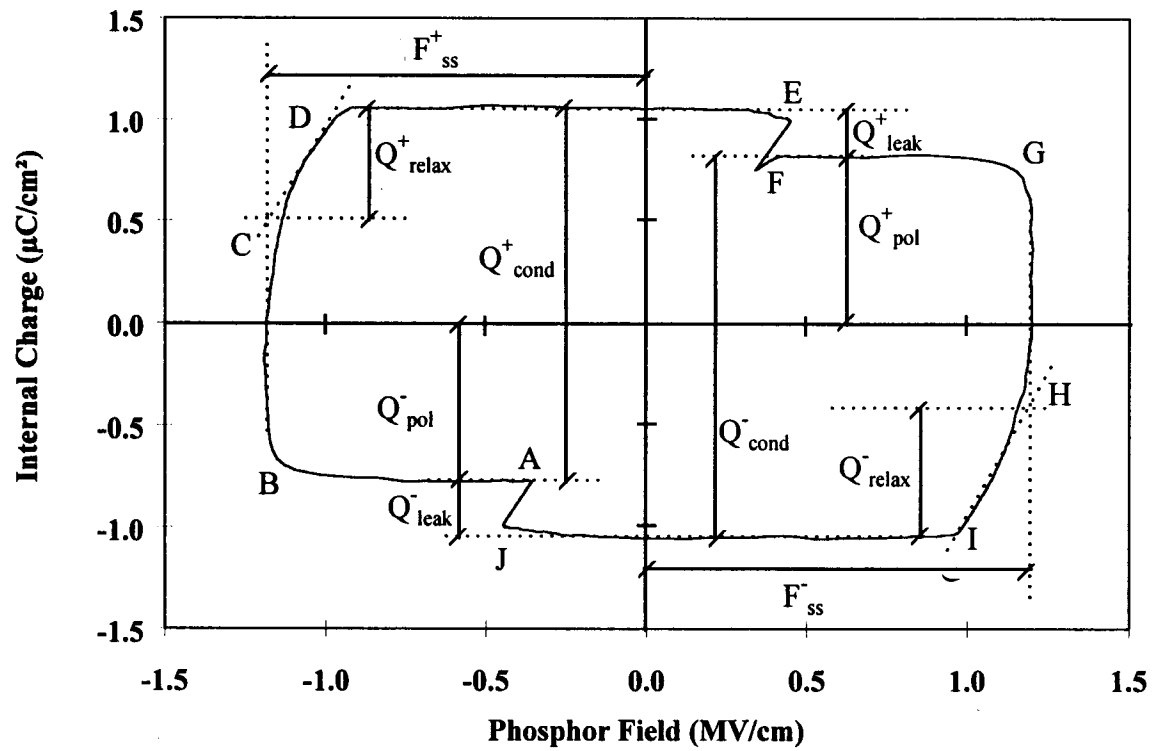 1.5
F⁺ss
D
E
1.0
Q⁺leak
G
Q⁺relax
F
0.5
C
Q⁺cond
Q⁺pol
0.0
Internal Charge (µC/cm²)
H
Q⁻pol
-0.5
Q⁻cond
A
Q⁻relax
B
Q⁻leak
-1.0
J
I
F⁻ss
-1.5
-1.5 -1.0 -0.5 0.0 0.5 1.0 1.5
Phosphor Field (MV/cm)